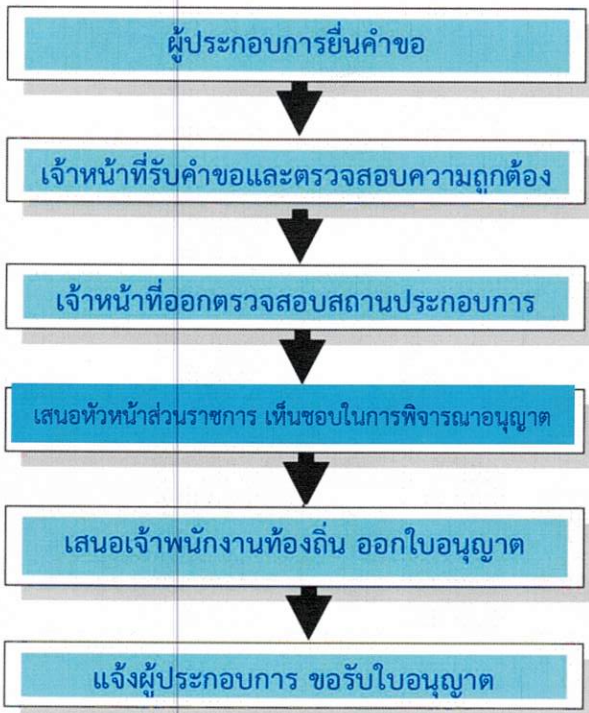 ผู้ประกอบการยื่นคำขอ
เจ้าหน้าที่รับคำขอและตรวจสอบความถูกต้อง
เจ้าหน้าที่ออกตรวจสอบสถานประกอบการ
เสนอหัวหน้าส่วนราชการ เห็นชอบในการพิจารณาอนุญาต
เสนอเจ้าพนักงานท้องถิ่น ออกใบอนุญาต
แจ้งผู้ประกอบการ ขอรับใบอนุญาต